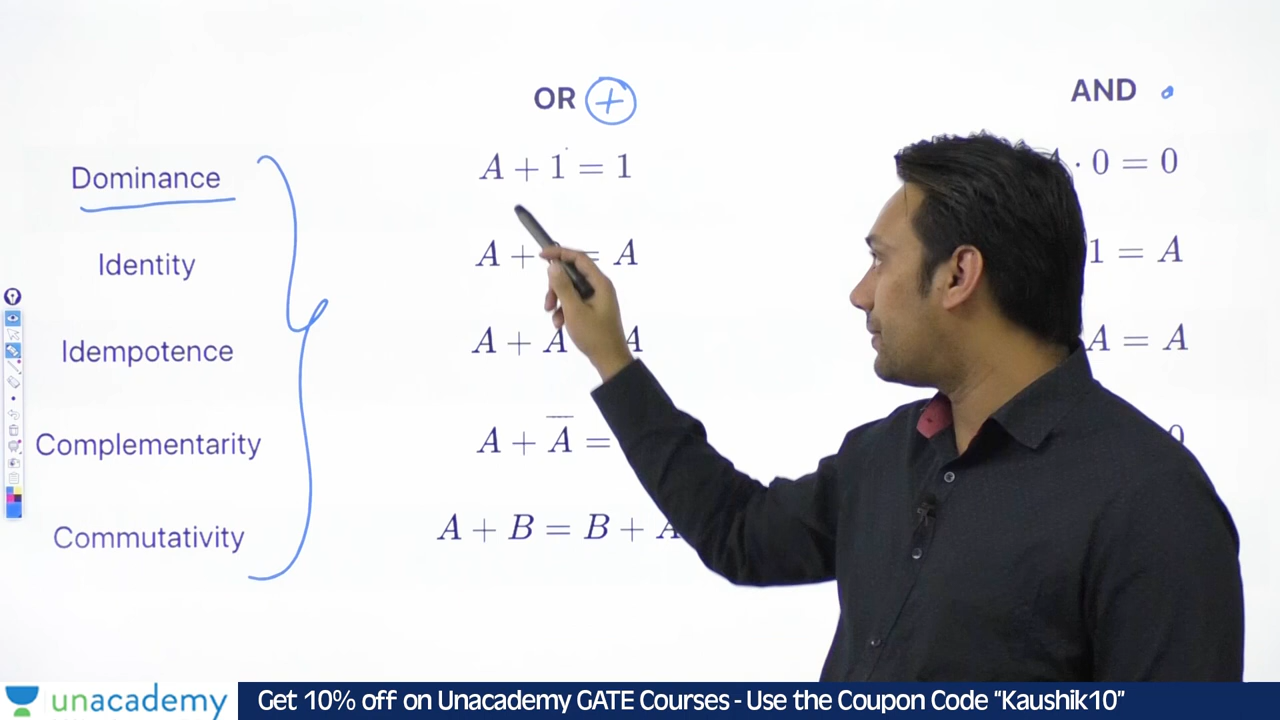 OR + AND .
Dominance A + 1 = 1 · 0 = 0
Identity A + = A 1 = A
Idempotence A + A A A = A
Complementarity A + A̅ = 0
Commutativity A + B = B + A
unacademy Get 10% off on Unacademy GATE Courses - Use the Coupon Code “Kaushik10”